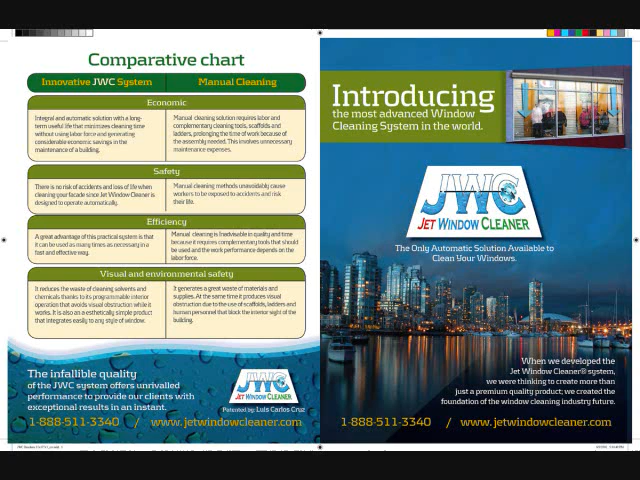 Comparative chart
Innovative JWC System
Manual Cleaning
Economic
Integral and automatic solution with a long-
term useful life that minimizes cleaning time
without using labor force and generating
considerable economic savings in the
maintenance of a building.
Manual cleaning solution requires labor and
complementary cleaning tools, scaffolds and
ladders, prolonging the time of work because of
the assembly needed. This involves unnecessary
maintenance expenses.
Safety
There is no risk of accidents and loss of life when
cleaning your facade since Jet Window Cleaner is
designed to operate automatically.
Manual cleaning methods unavoidably cause
workers to be exposed to accidents and risk
their life.
Efficiency
A great advantage of this practical system is that
it can be used as many times as necessary in a
fast and effective way.
Manual cleaning is inadvisable in quality and time
because it requires complementary tools that should
be used and the work performance depends on the
labor force.
Visual and environmental safety
It reduces the waste of cleaning solvents and
chemicals thanks to its programmable interior
operation that avoids visual obstruction while it
works. It is also an a esthetically simple product
that integrates easily to any style of window.
It generates a great waste of materials and
supplies. At the same time it produces visual
obstruction due to the use of scaffolds, ladders and
human personnel that block the interior sight of the
building.
The infallible quality
of the JWC system offers unrivalled
performance to provide our clients with
exceptional results in an instant.
JWC
JET WINDOW CLEANER
Patented by: Luis Carlos Cruz
1-888-511-3340 / www.jetwindowcleaner.com
Introducing
the most advanced Window
Cleaning System in the world.
JWC
JET WINDOW CLEANER
The Only Automatic Solution Available to
Clean Your Windows.
When we developed the
Jet Window Cleaner® system,
we were thinking to create more than
just a premium quality product; we created the
foundation of the window cleaning industry future.
1-888-511-3340 / www.jetwindowcleaner.com